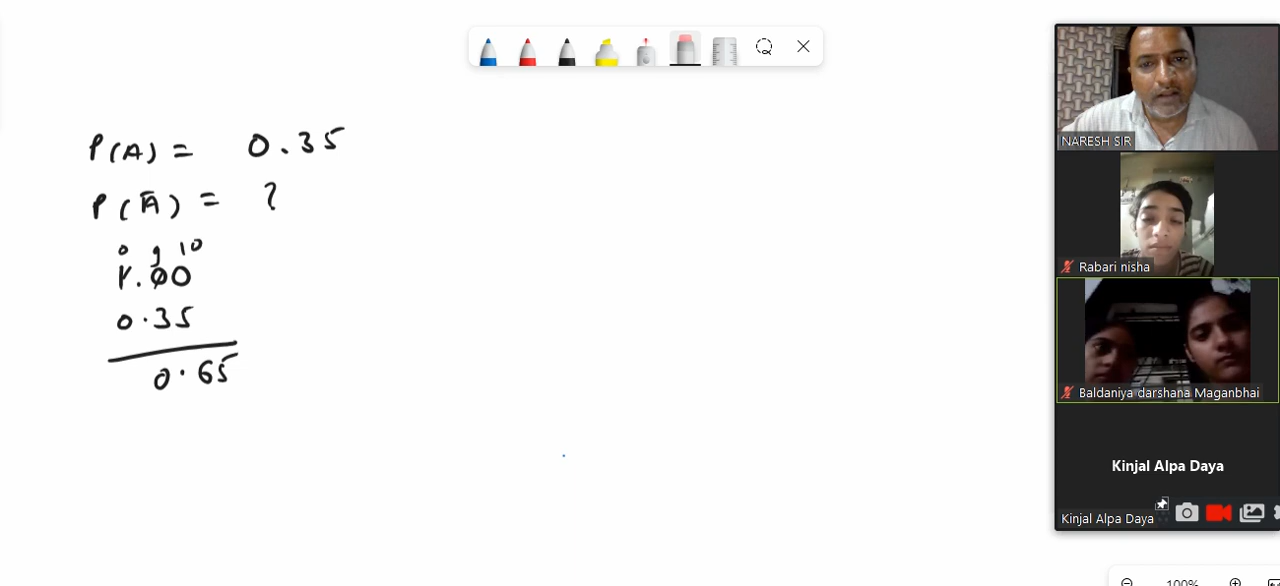 P(A) = 0.35
P(Ā) = ?
0 9 10
1.00
0.35
0.65
NARESH SIR
Rabari nisha
Baldaniya darshana Maganbhai
Kinjal Alpa Daya
Kinjal Alpa Daya
100%